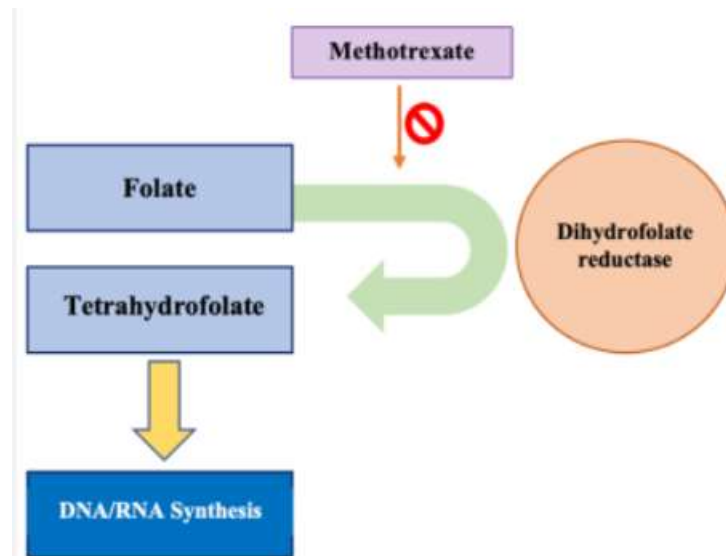 Methotrexate
Folate
Dihydrofolate
reductase
Tetrahydrofolate
DNA/RNA Synthesis